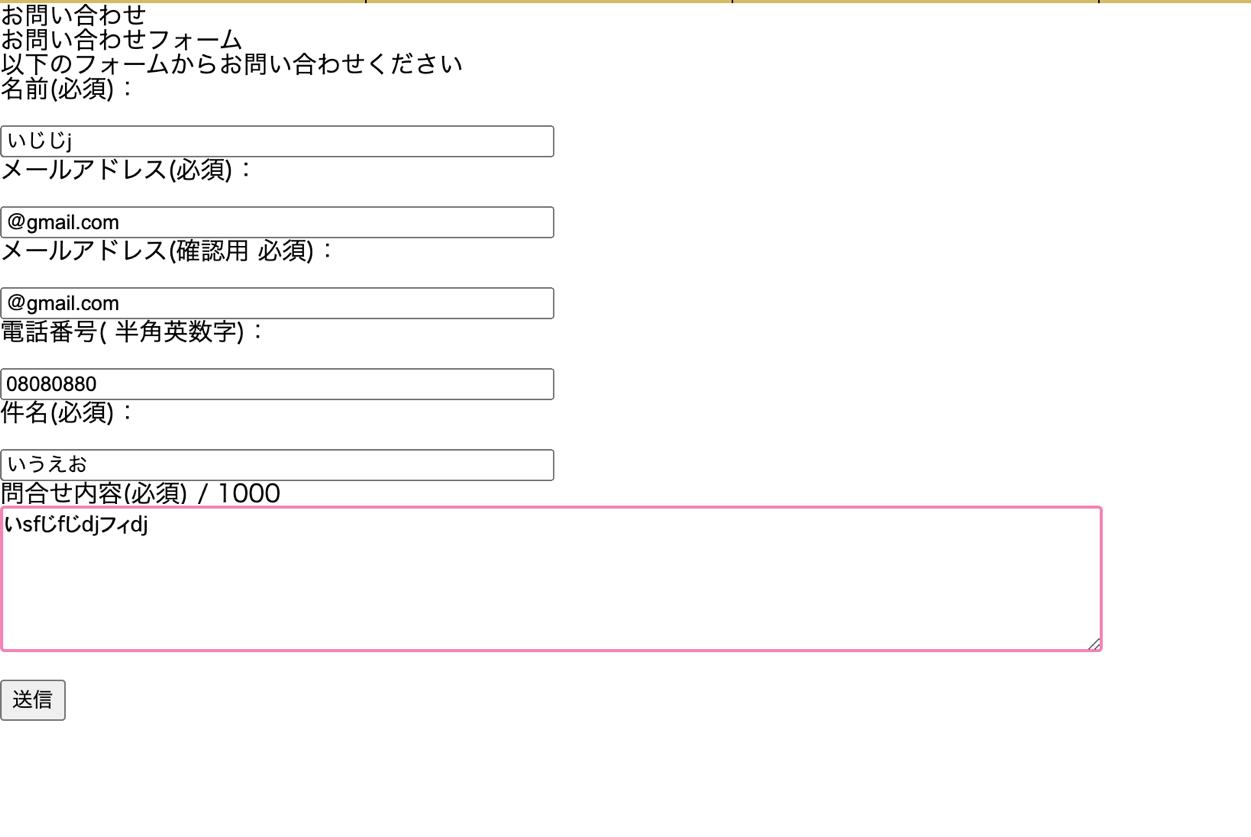 お問い合わせ
お問い合わせフォーム
以下のフォームからお問い合わせください
名前(必須)：
いじじj
メールアドレス(必須)：
@gmail.com
メールアドレス(確認用 必須)：
@gmail.com
電話番号( 半角英数字)：
08080880
件名(必須)：
いうえお
問合せ内容(必須) / 1000
いsfじfじdjフィdj
送信